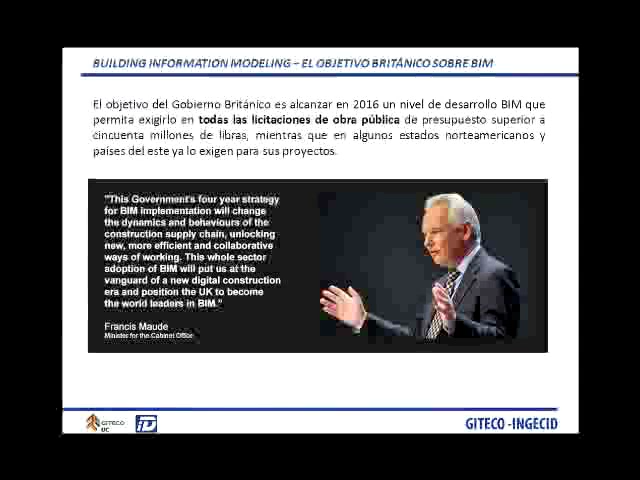 BUILDING INFORMATION MODELING – EL OBJETIVO BRITÁNICO SOBRE BIM
El objetivo del Gobierno Británico es alcanzar en 2016 un nivel de desarrollo BIM que
permita exigirlo en todas las licitaciones de obra pública de presupuesto superior a
cincuenta millones de libras, mientras que en algunos estados norteamericanos y
países del este ya lo exigen para sus proyectos.
"This Government's four year strategy
for BIM implementation will change
the dynamics and behaviours of the
construction supply chain, unlocking
new, more efficient and collaborative
ways of working. This whole sector
adoption of BIM will put us at the
vanguard of a new digital construction
era and position the UK to become
the world leaders in BIM."
Francis Maude
Minister for the Cabinet Office
GITECO
UC
iD
GITECO -INGECID